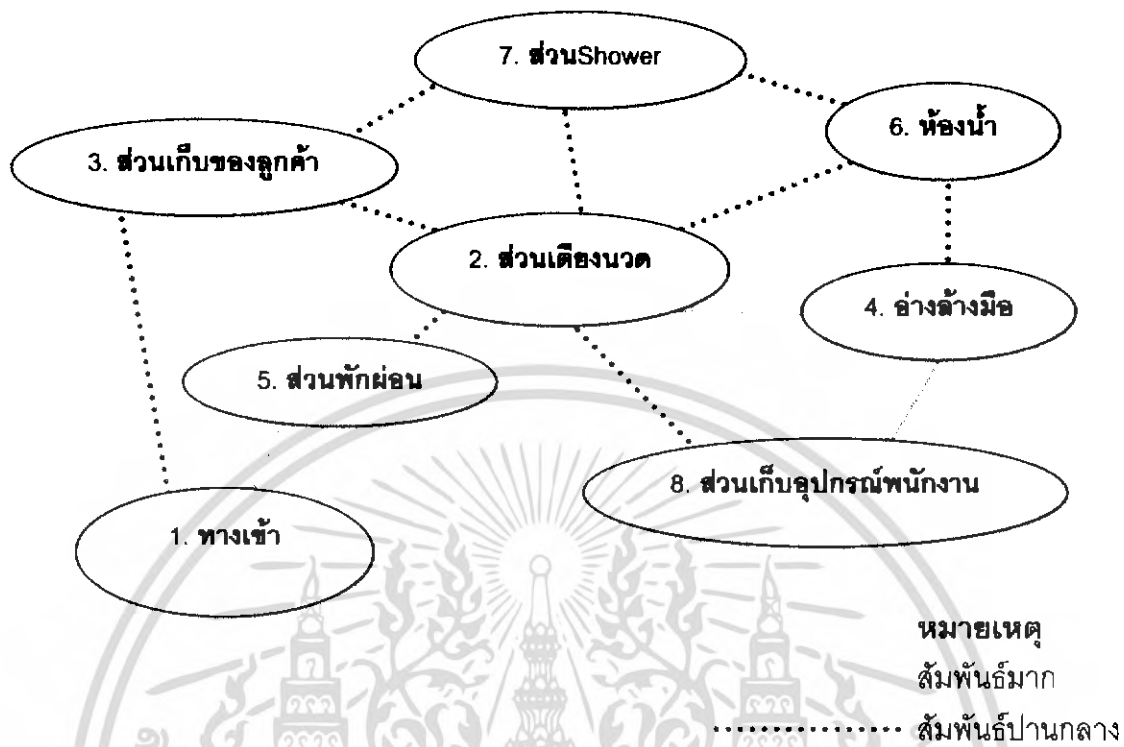 7. ส่วนShower
6. ห้องน้ำ
3. ส่วนเก็บของลูกค้า
2. ส่วนเตียงนวด
4. อ่างล้างมือ
5. ส่วนพักผ่อน
8. ส่วนเก็บอุปกรณ์พนักงาน
1. ทางเข้า
หมายเหตุ
สัมพันธ์มาก
สัมพันธ์ปานกลาง